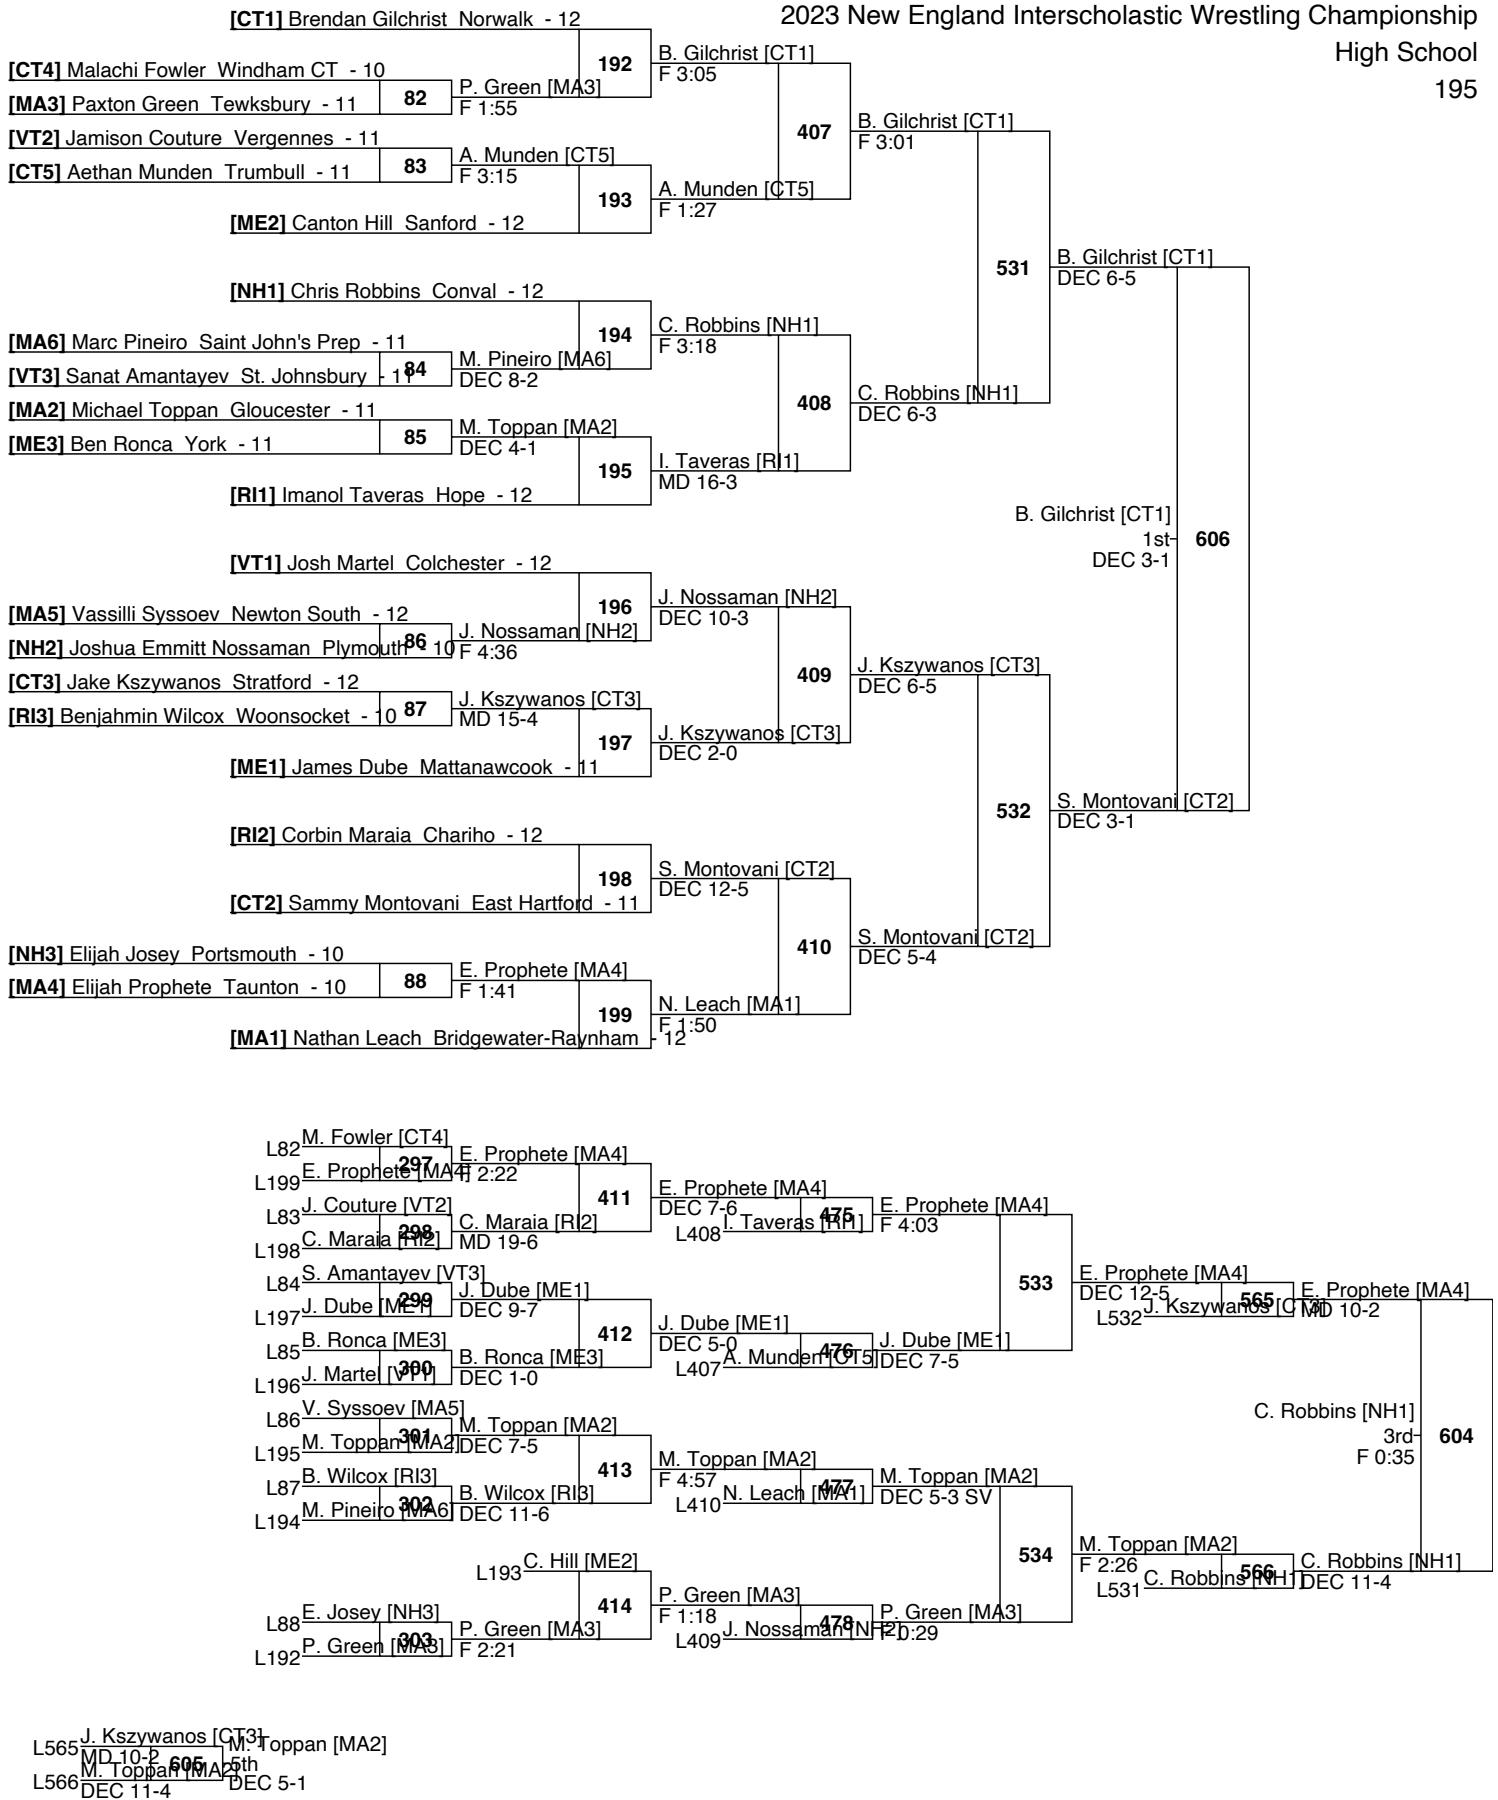 2023 New England Interscholastic Wrestling Championship
High School
195
[CT1] Brendan Gilchrist Norwalk - 12
[CT4] Malachi Fowler Windham CT - 10
[MA3] Paxton Green Tewksbury - 11
[VT2] Jamison Couture Vergennes - 11
[CT5] Aethan Munden Trumbull - 11
[ME2] Canton Hill Sanford - 12
[NH1] Chris Robbins Conval - 12
[MA6] Marc Pineiro Saint John's Prep - 11
[VT3] Sanat Amantayev St. Johnsbury - 11
[MA2] Michael Toppan Gloucester - 11
[ME3] Ben Ronca York - 11
[RI1] Imanol Taveras Hope - 12
[VT1] Josh Martel Colchester - 12
[MA5] Vassilli Syssoev Newton South - 12
[NH2] Joshua Emmitt Nossaman Plymouth - 10
[CT3] Jake Kszywanos Stratford - 12
[RI3] Benjahmin Wilcox Woonsocket - 10
[ME1] James Dube Mattanawcook - 11
[RI2] Corbin Maraia Chariho - 12
[CT2] Sammy Montovani East Hartford - 11
[NH3] Elijah Josey Portsmouth - 10
[MA4] Elijah Prophete Taunton - 10
[MA1] Nathan Leach Bridgewater-Raynham - 12
82
P. Green [MA3]
F 1:55
83
A. Munden [CT5]
F 3:15
84
M. Pineiro [MA6]
DEC 8-2
85
M. Toppan [MA2]
DEC 4-1
86
J. Nossaman [NH2]
F 4:36
87
J. Kszywanos [CT3]
MD 15-4
88
E. Prophete [MA4]
F 1:41
192
B. Gilchrist [CT1]
F 3:05
193
A. Munden [CT5]
F 1:27
194
C. Robbins [NH1]
F 3:18
195
I. Taveras [RI1]
MD 16-3
196
J. Nossaman [NH2]
DEC 10-3
197
J. Kszywanos [CT3]
DEC 2-0
198
S. Montovani [CT2]
DEC 12-5
199
N. Leach [MA1]
F 1:50
407
B. Gilchrist [CT1]
F 3:01
408
C. Robbins [NH1]
DEC 6-3
409
J. Kszywanos [CT3]
DEC 6-5
410
S. Montovani [CT2]
DEC 5-4
531
B. Gilchrist [CT1]
DEC 6-5
532
S. Montovani [CT2]
DEC 3-1
B. Gilchrist [CT1]
1st
DEC 3-1
606
L82 M. Fowler [CT4]
297
L199 E. Prophete [MA4]
E. Prophete [MA4]
F 2:22
L83 J. Couture [VT2]
298
L198 C. Maraia [RI2]
C. Maraia [RI2]
MD 19-6
L84 S. Amantayev [VT3]
299
L197 J. Dube [ME1]
J. Dube [ME1]
DEC 9-7
L85 B. Ronca [ME3]
300
L196 J. Martel [VT1]
B. Ronca [ME3]
DEC 1-0
L86 V. Syssoev [MA5]
301
L195 M. Toppan [MA2]
M. Toppan [MA2]
DEC 7-5
L87 B. Wilcox [RI3]
302
L194 M. Pineiro [MA6]
B. Wilcox [RI3]
DEC 11-6
L193 C. Hill [ME2]
L88 E. Josey [NH3]
303
L192 P. Green [MA3]
P. Green [MA3]
F 2:21
411
E. Prophete [MA4]
DEC 7-6
L408 I. Taveras [RI1]
412
J. Dube [ME1]
DEC 5-0
L407 A. Munden [CT5]
413
M. Toppan [MA2]
F 4:57
L410 N. Leach [MA1]
414
P. Green [MA3]
F 1:18
L409 J. Nossaman [NH2]
475
E. Prophete [MA4]
F 4:03
476
J. Dube [ME1]
DEC 7-5
477
M. Toppan [MA2]
DEC 5-3 SV
478
P. Green [MA3]
F 0:29
533
E. Prophete [MA4]
DEC 12-5
L532 J. Kszywanos [CT3]
534
M. Toppan [MA2]
F 2:26
L531 C. Robbins [NH1]
565
E. Prophete [MA4]
MD 10-2
566
C. Robbins [NH1]
DEC 11-4
C. Robbins [NH1]
3rd
F 0:35
604
L565 J. Kszywanos [CT3]
MD 10-2
605
L566 M. Toppan [MA2]
DEC 11-4
M. Toppan [MA2]
5th
DEC 5-1